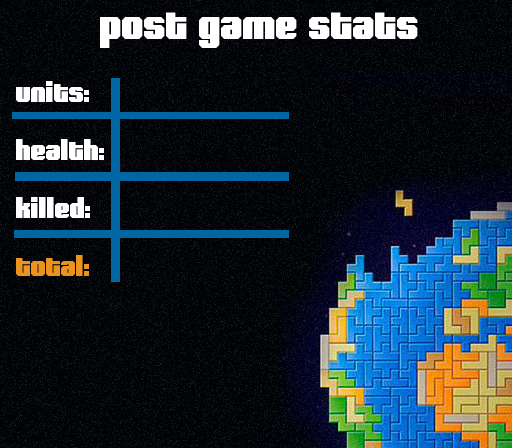 post game stats
units:
health:
killed:
total: